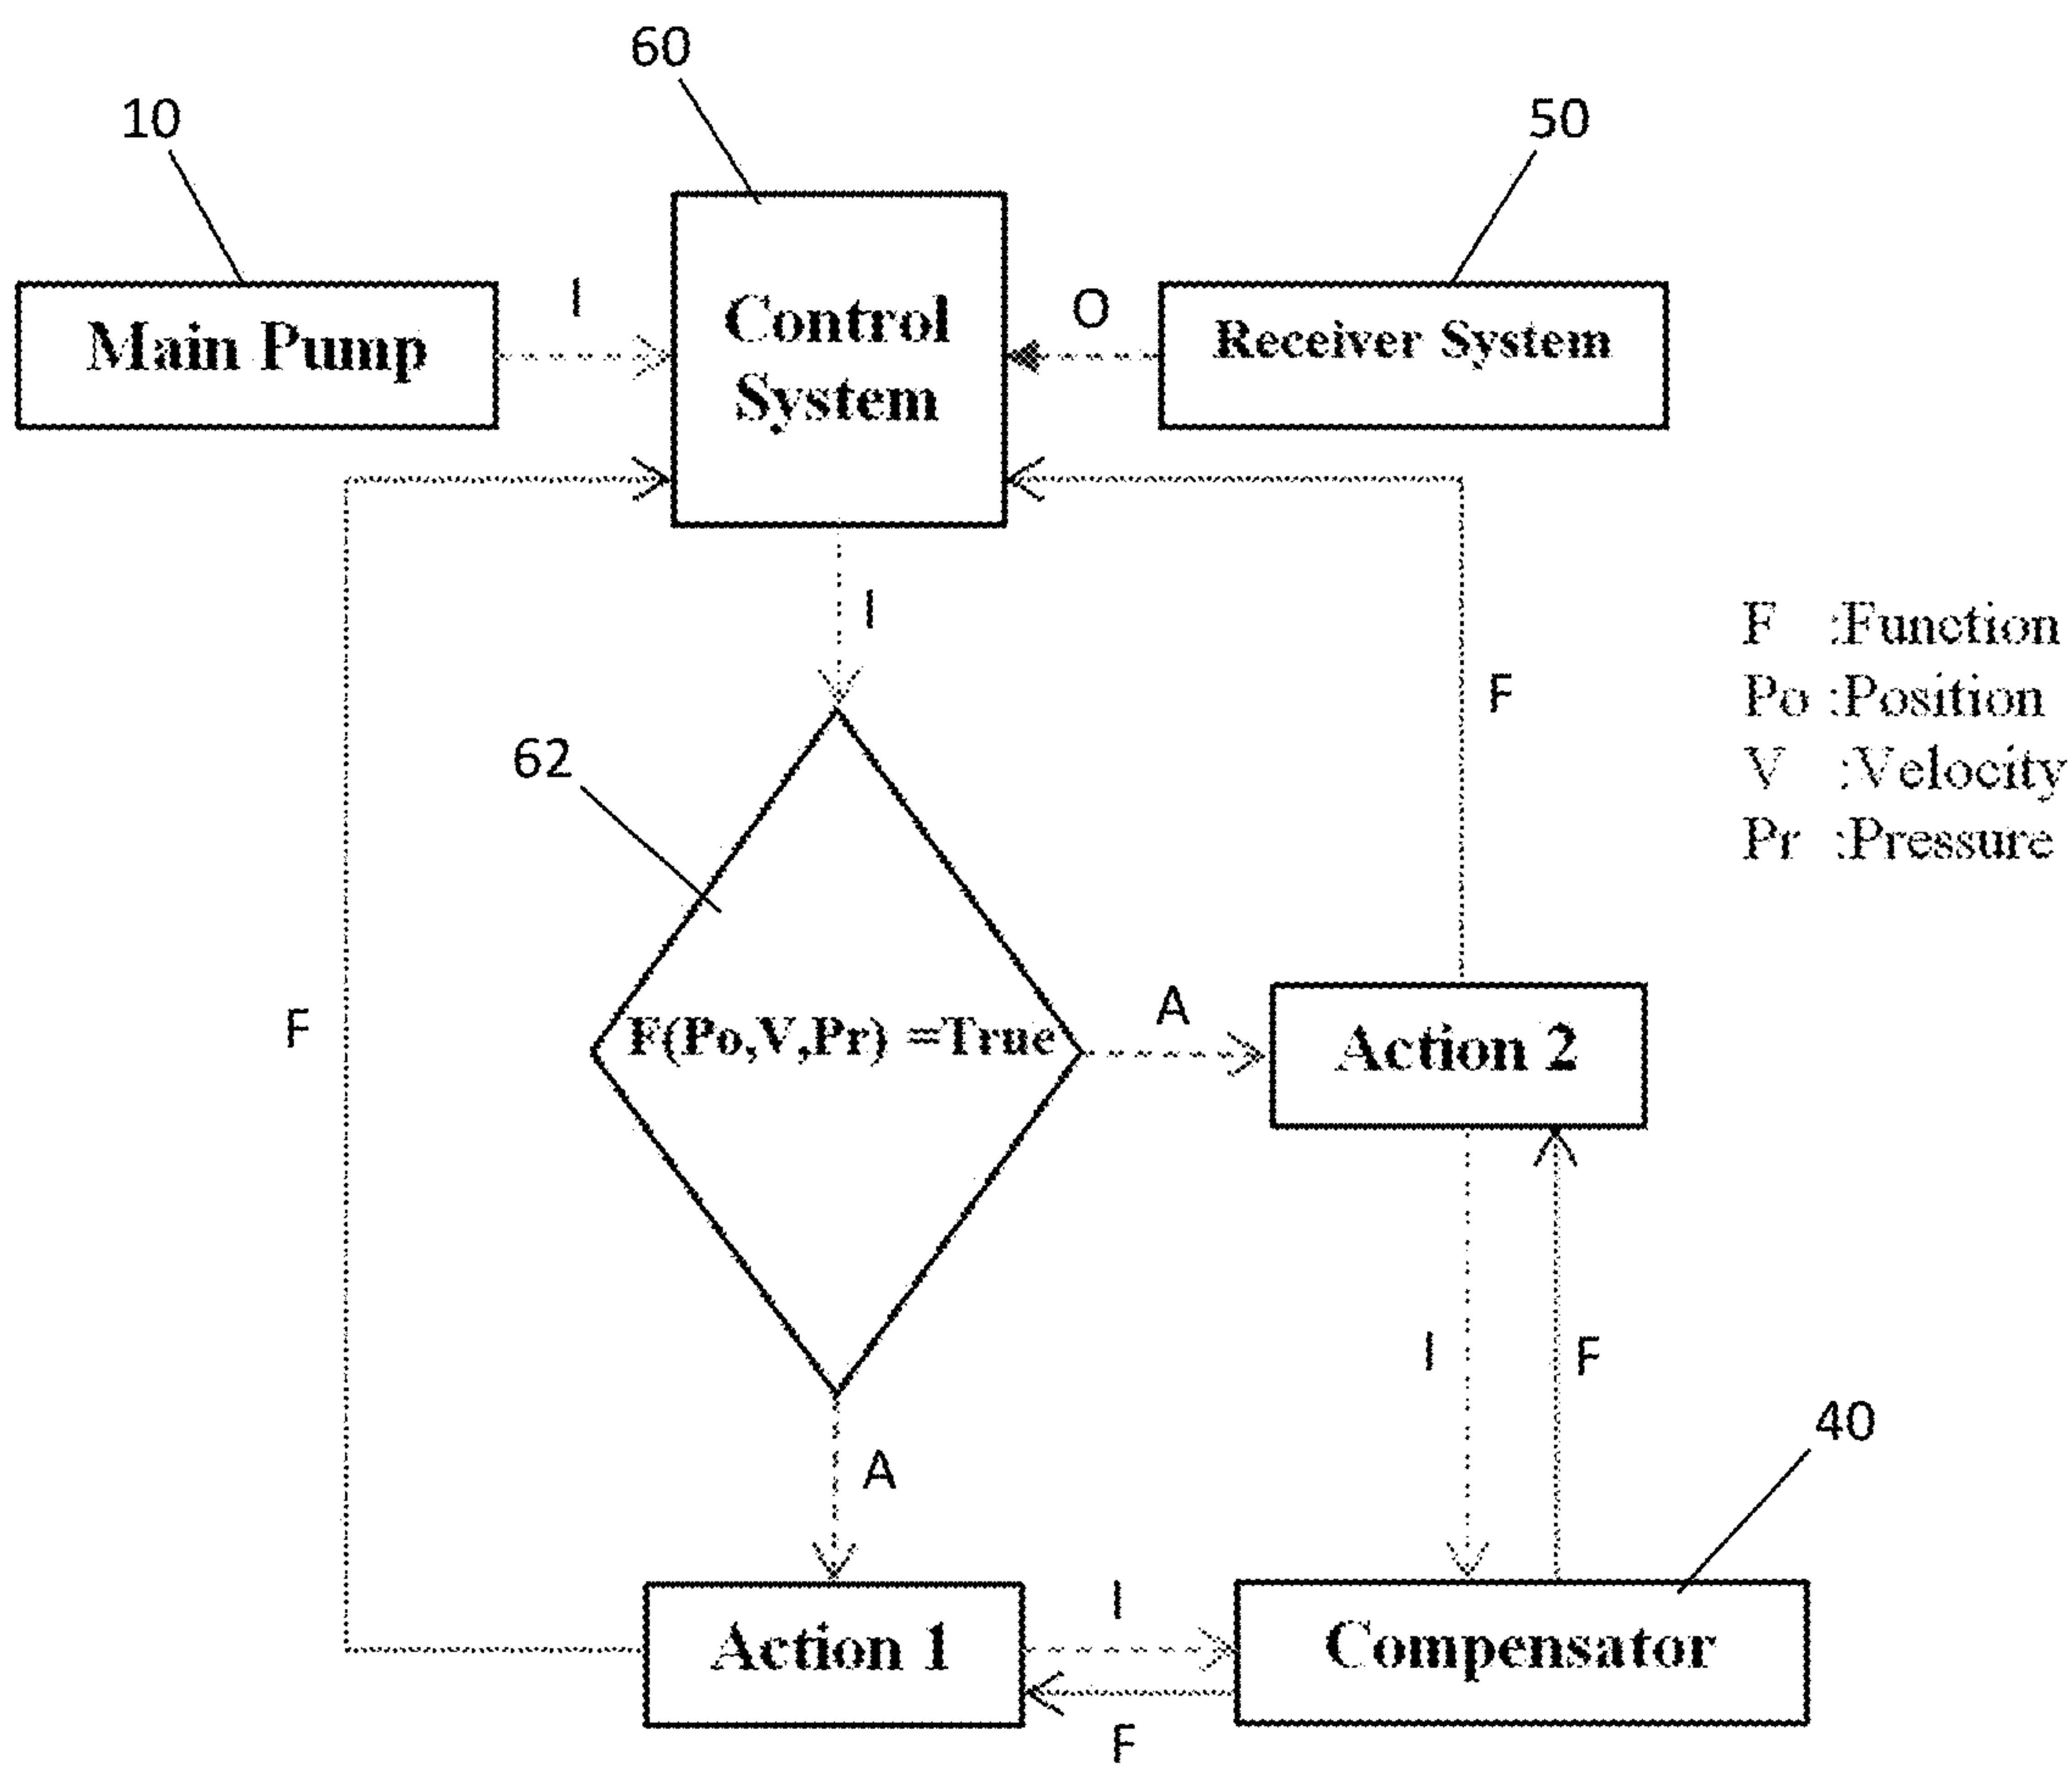 60
10
50
I
O
Main Pump
Control
System
Receiver System
I
F :Function
Po :Position
V :Velocity
Pr :Pressure
F
62
F
F(Po,V,Pr) =True
A
Action 2
I
F
40
A
I
Action 1
Compensator
F